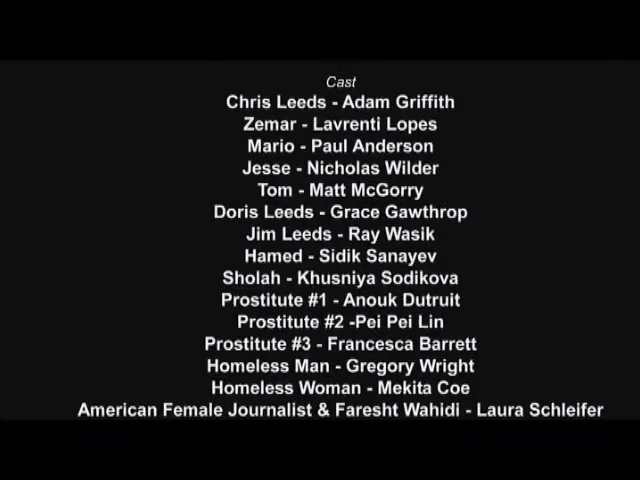 Cast
Chris Leeds - Adam Griffith
Zemar - Lavrenti Lopes
Mario - Paul Anderson
Jesse - Nicholas Wilder
Tom - Matt McGorry
Doris Leeds - Grace Gawthrop
Jim Leeds - Ray Wasik
Hamed - Sidik Sanayev
Sholah - Khusniya Sodikova
Prostitute #1 - Anouk Dutruit
Prostitute #2 -Pei Pei Lin
Prostitute #3 - Francesca Barrett
Homeless Man - Gregory Wright
Homeless Woman - Mekita Coe
American Female Journalist & Faresht Wahidi - Laura Schleifer